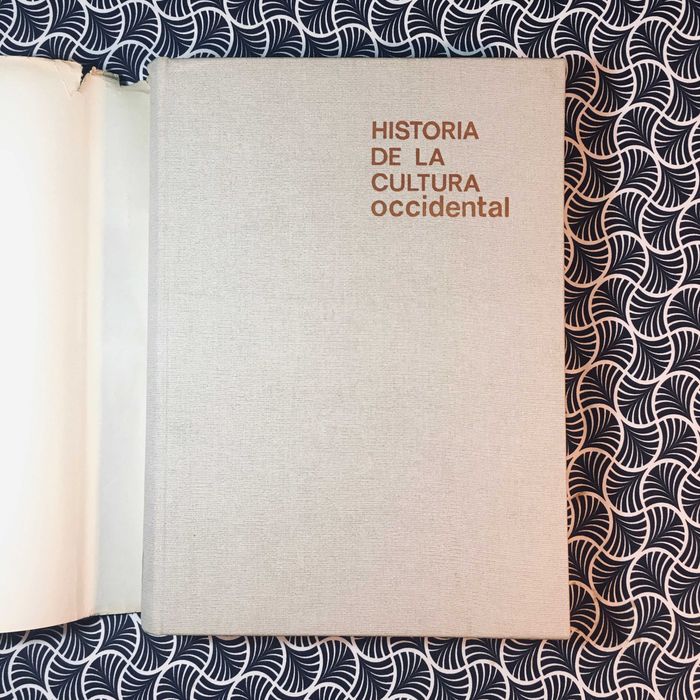 HISTORIA
DE LA
CULTURA
occidental